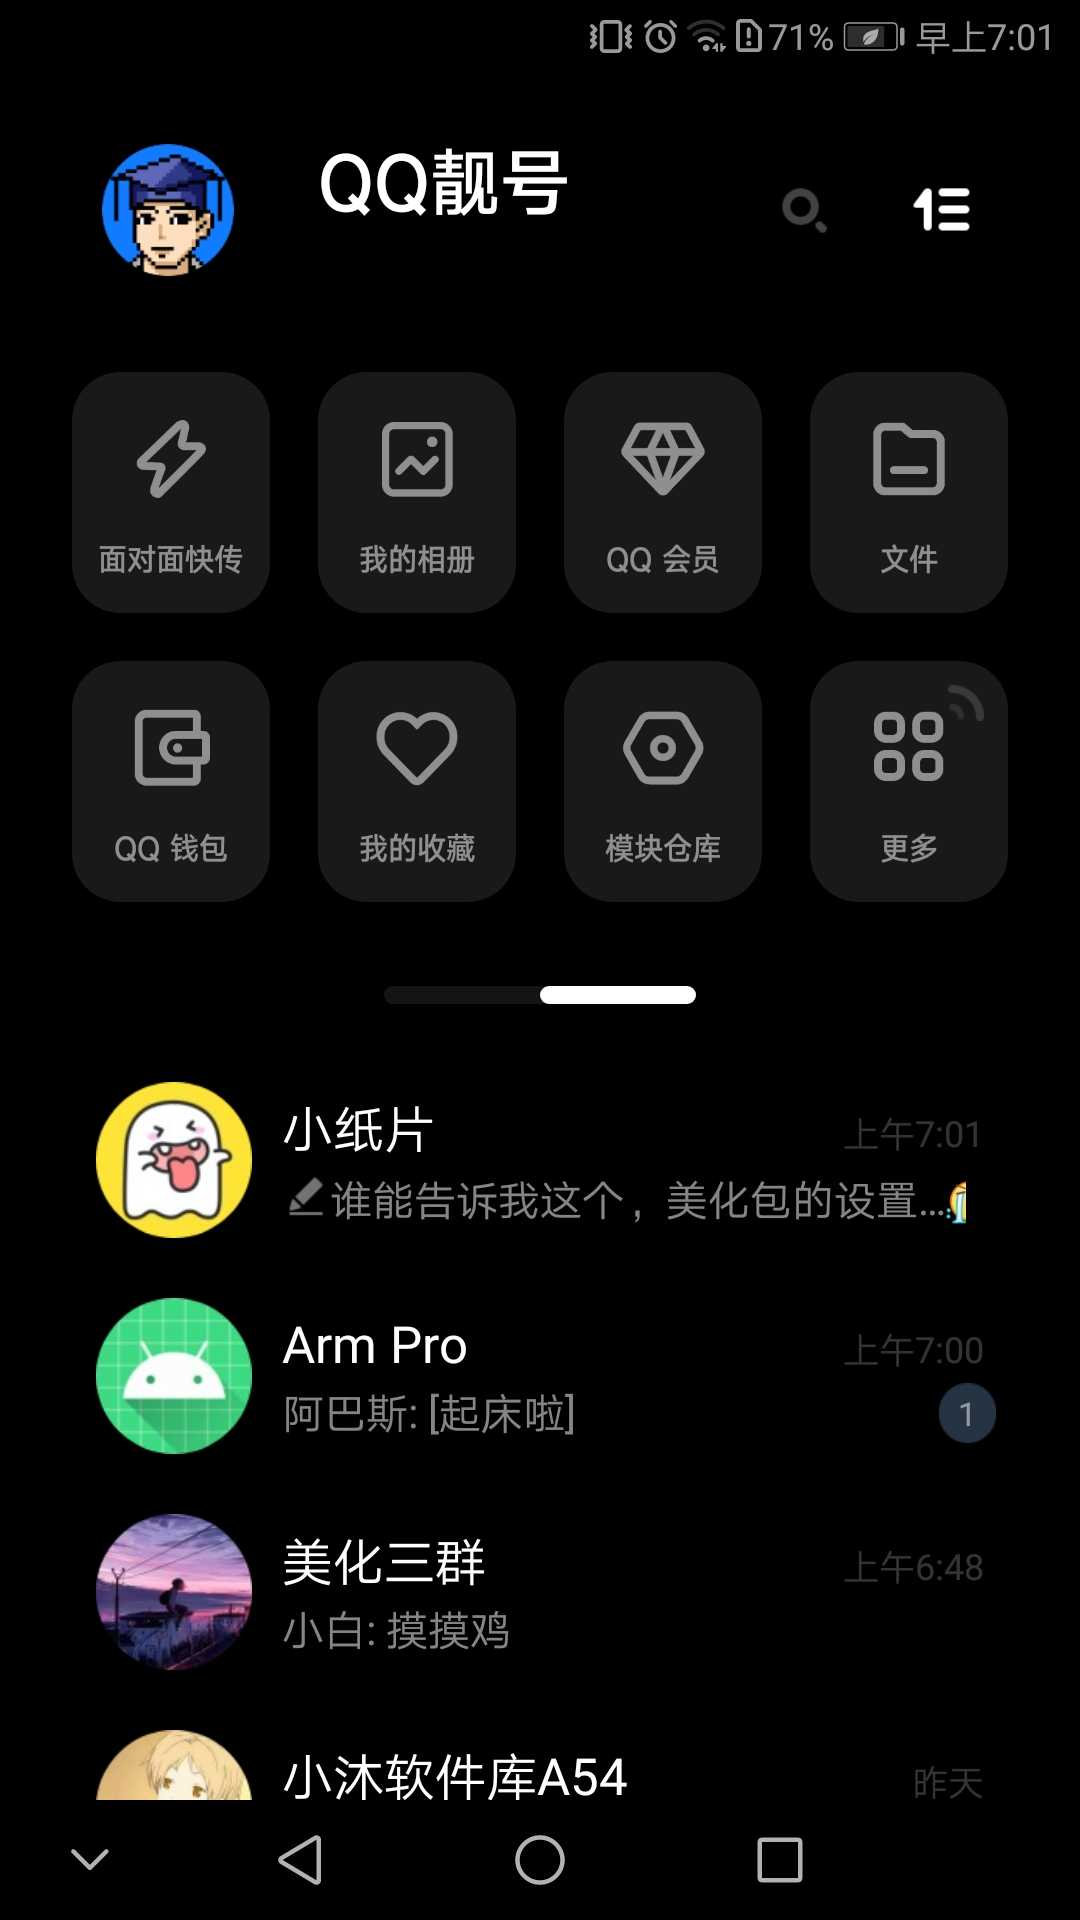 71% 早上7:01
QQ靓号
面对面快传 我的相册 QQ 会员 文件
QQ 钱包 我的收藏 模块仓库 更多
小纸片 上午7:01
谁能告诉我这个，美化包的设置...
Arm Pro 上午7:00
阿巴斯: [起床啦] 1
美化三群 上午6:48
小白: 摸摸鸡
小沐软件库A54 昨天